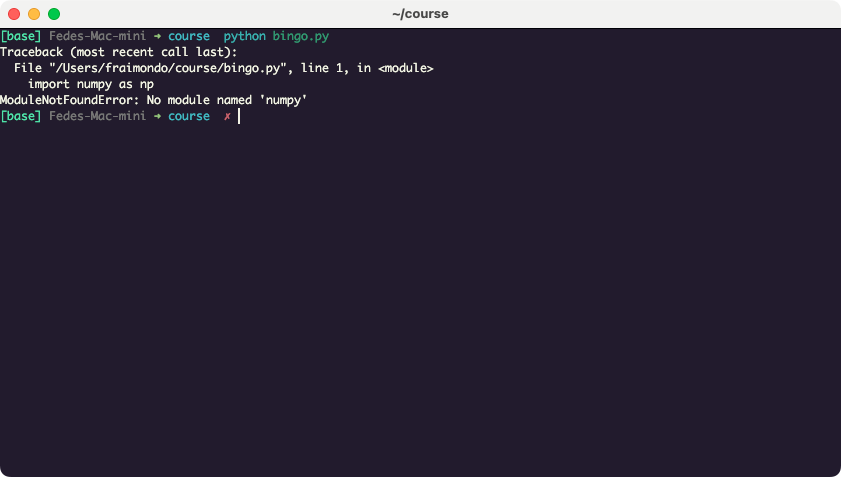 ~/course
[base] Fedes-Mac-mini ➜ course  python bingo.py
Traceback (most recent call last):
  File "/Users/fraimondo/course/bingo.py", line 1, in <module>
    import numpy as np
ModuleNotFoundError: No module named 'numpy'
[base] Fedes-Mac-mini ➜ course  ✗